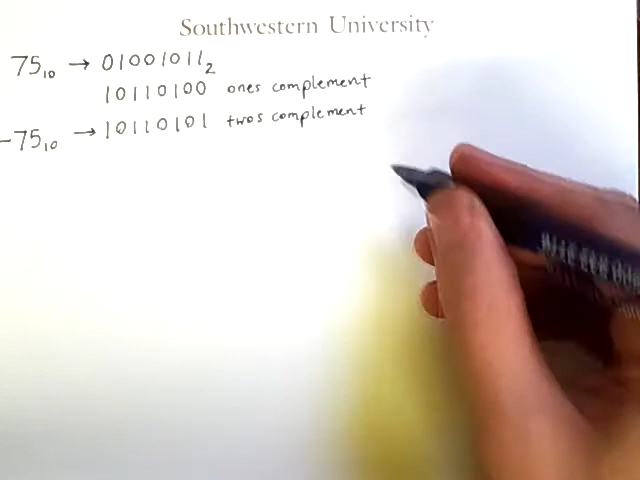 Southwestern University
75₁₀ → 01001011₂
10110100 ones complement
-75₁₀ → 10110101 twos complement